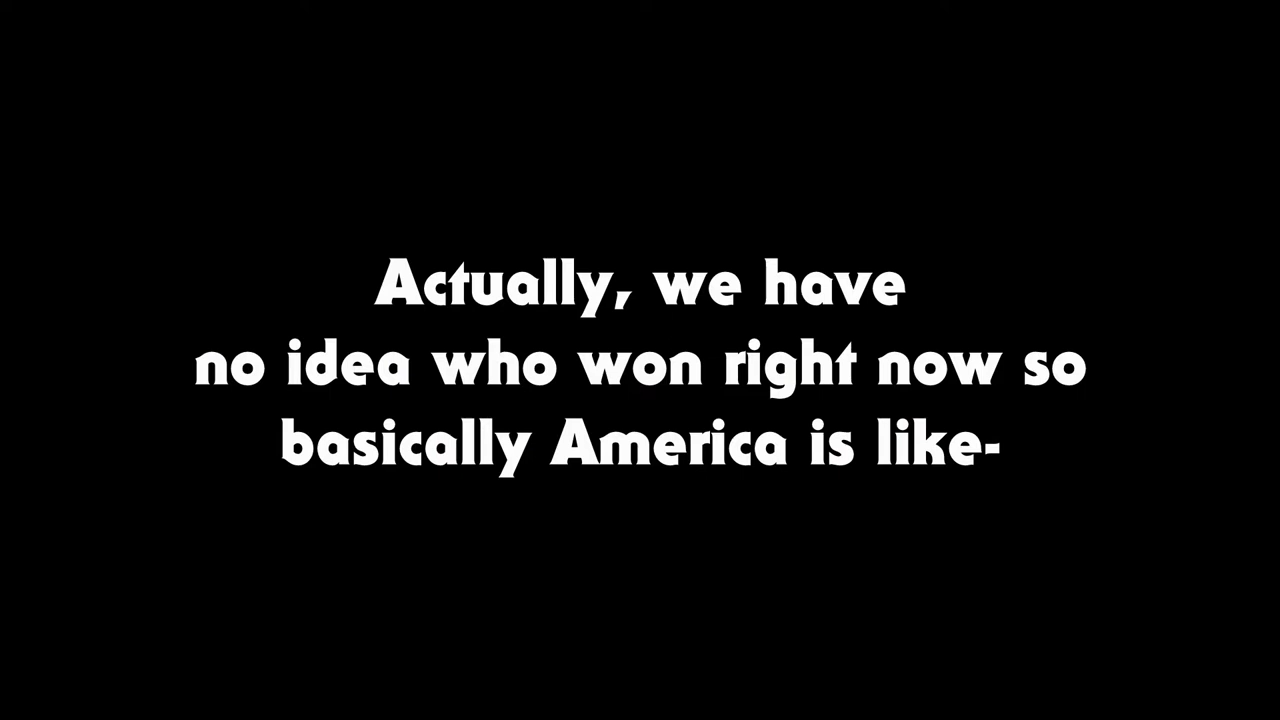 Actually, we have
no idea who won right now so
basically America is like-